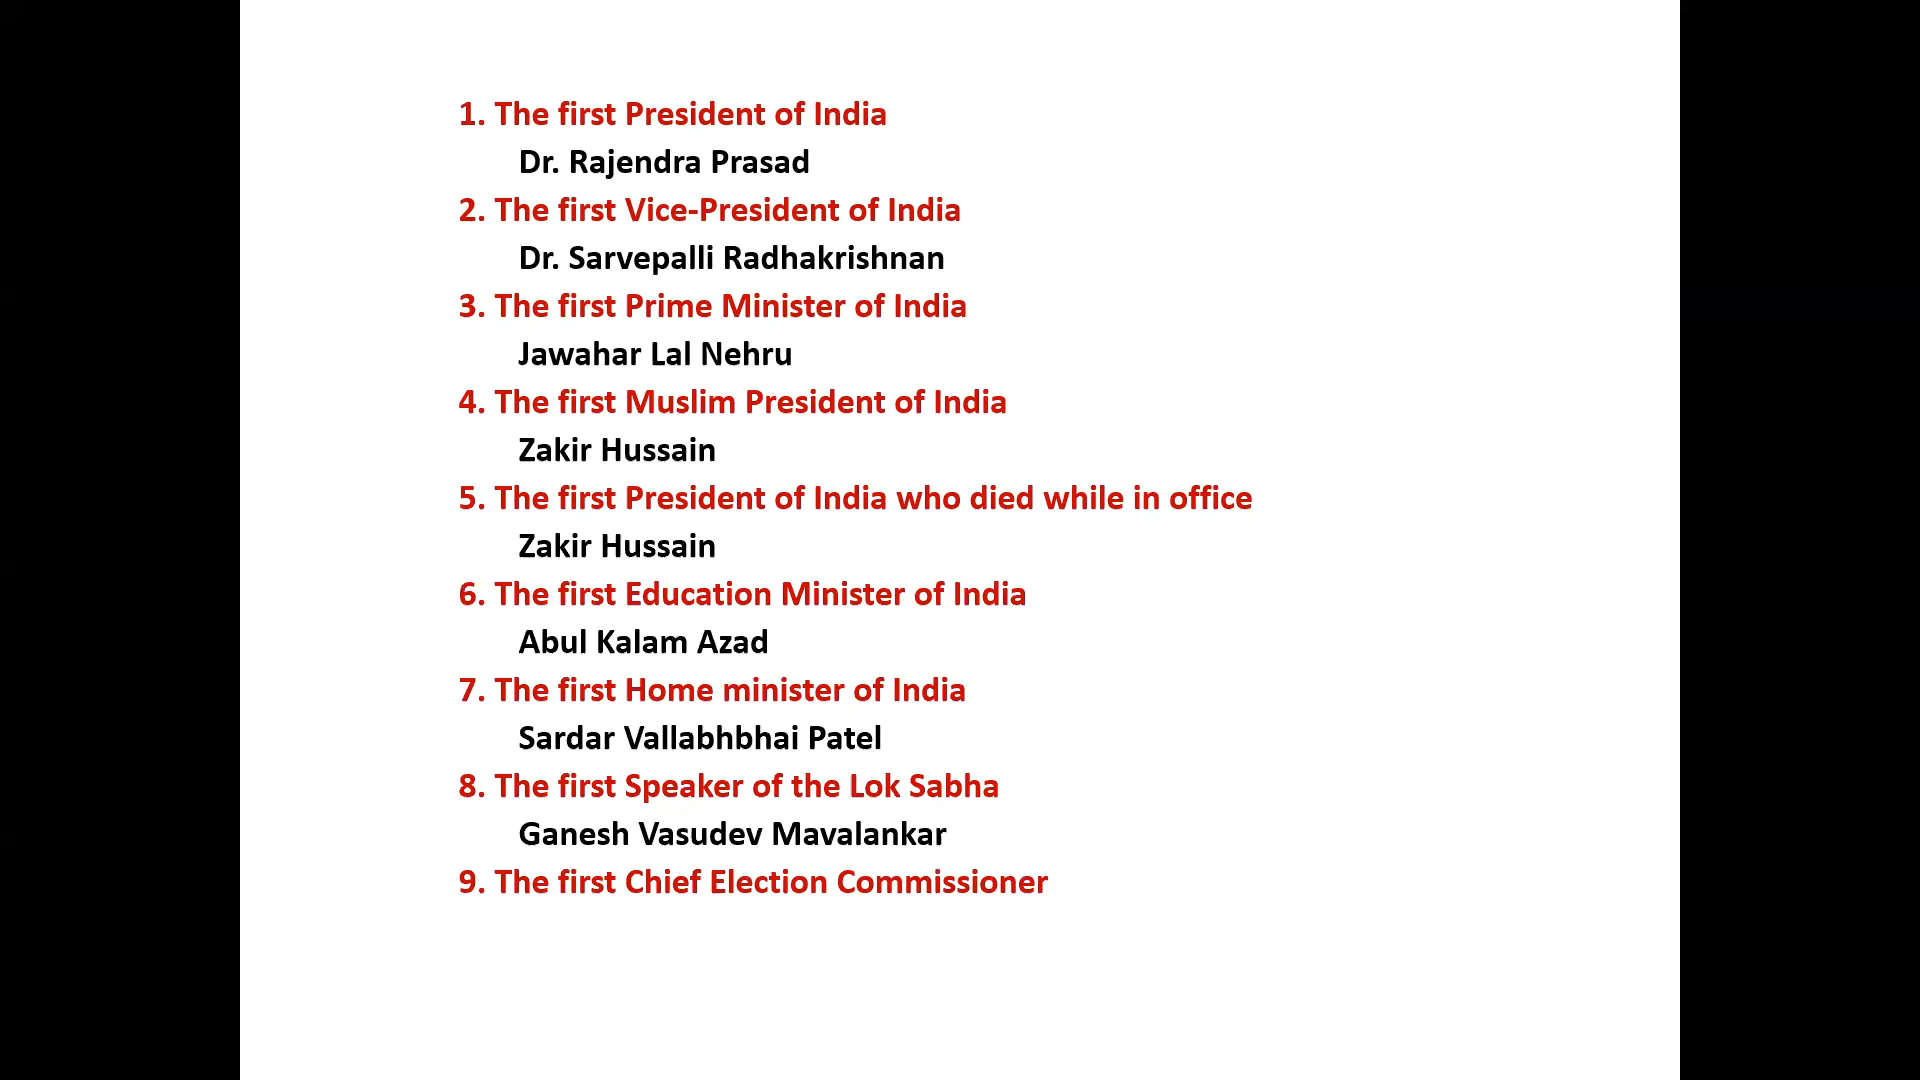 1. The first President of India
Dr. Rajendra Prasad
2. The first Vice-President of India
Dr. Sarvepalli Radhakrishnan
3. The first Prime Minister of India
Jawahar Lal Nehru
4. The first Muslim President of India
Zakir Hussain
5. The first President of India who died while in office
Zakir Hussain
6. The first Education Minister of India
Abul Kalam Azad
7. The first Home minister of India
Sardar Vallabhbhai Patel
8. The first Speaker of the Lok Sabha
Ganesh Vasudev Mavalankar
9. The first Chief Election Commissioner